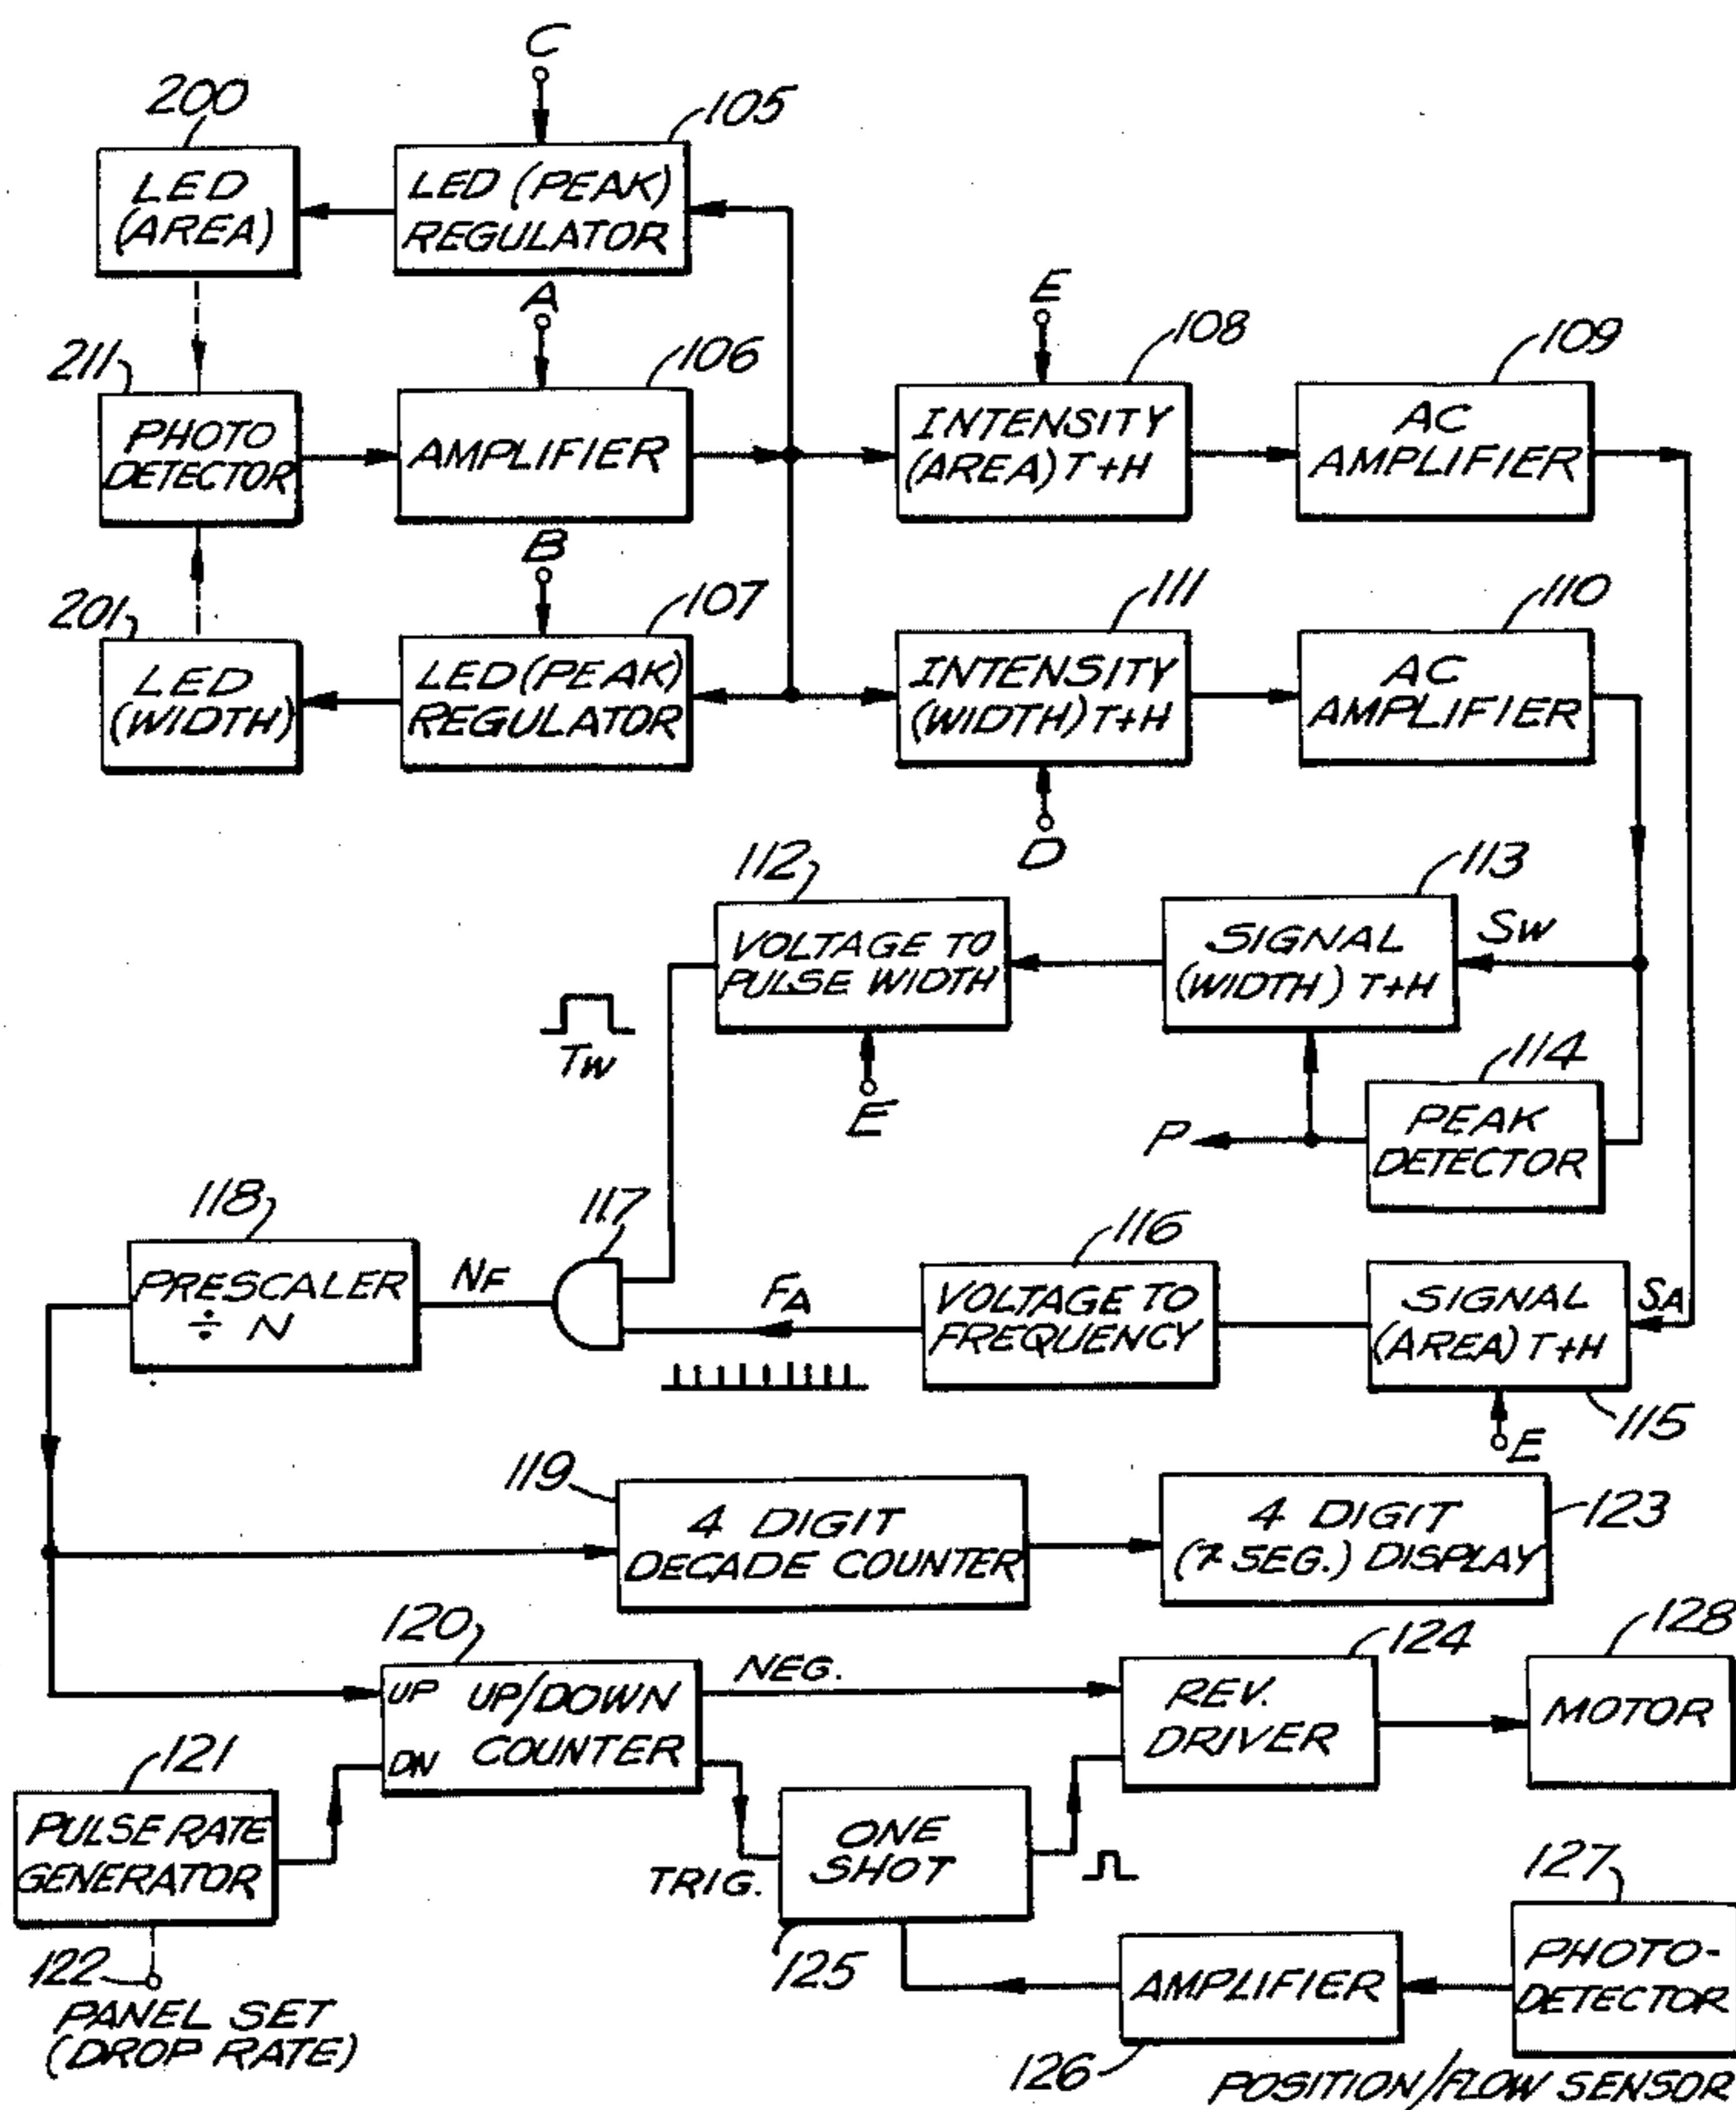 C
200
105
LED
(AREA)
LED (PEAK)
REGULATOR
A
E
211
106
108
109
PHOTO
DETECTOR
AMPLIFIER
INTENSITY
(AREA) T+H
AC
AMPLIFIER
B
201
107
111
110
LED
(WIDTH)
LED (PEAK)
REGULATOR
INTENSITY
(WIDTH) T+H
AC
AMPLIFIER
D
112
113
VOLTAGE TO
PULSE WIDTH
SIGNAL
(WIDTH) T+H
SW
TW
E
114
P
PEAK
DETECTOR
118
117
116
PRESCALER
÷ N
NF
FA
VOLTAGE TO
FREQUENCY
SIGNAL
(AREA) T+H
SA
115
E
119
4 DIGIT
DECADE COUNTER
4 DIGIT
(7 SEG.) DISPLAY
123
120
NEG.
124
128
UP
UP/DOWN
COUNTER
DN
REV.
DRIVER
MOTOR
121
PULSE RATE
GENERATOR
TRIG.
ONE
SHOT
127
122
125
AMPLIFIER
PHOTO-
DETECTOR
PANEL SET
(DROP RATE)
126
POSITION/FLOW SENSOR